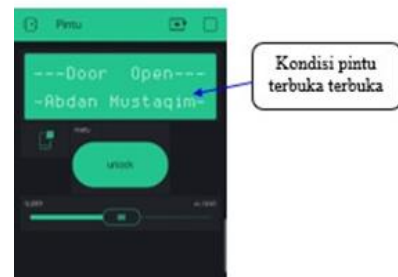 Pintu
---Door Open---
-Abdan Mustaqim-
Kondisi pintu
terbuka terbuka
unlock